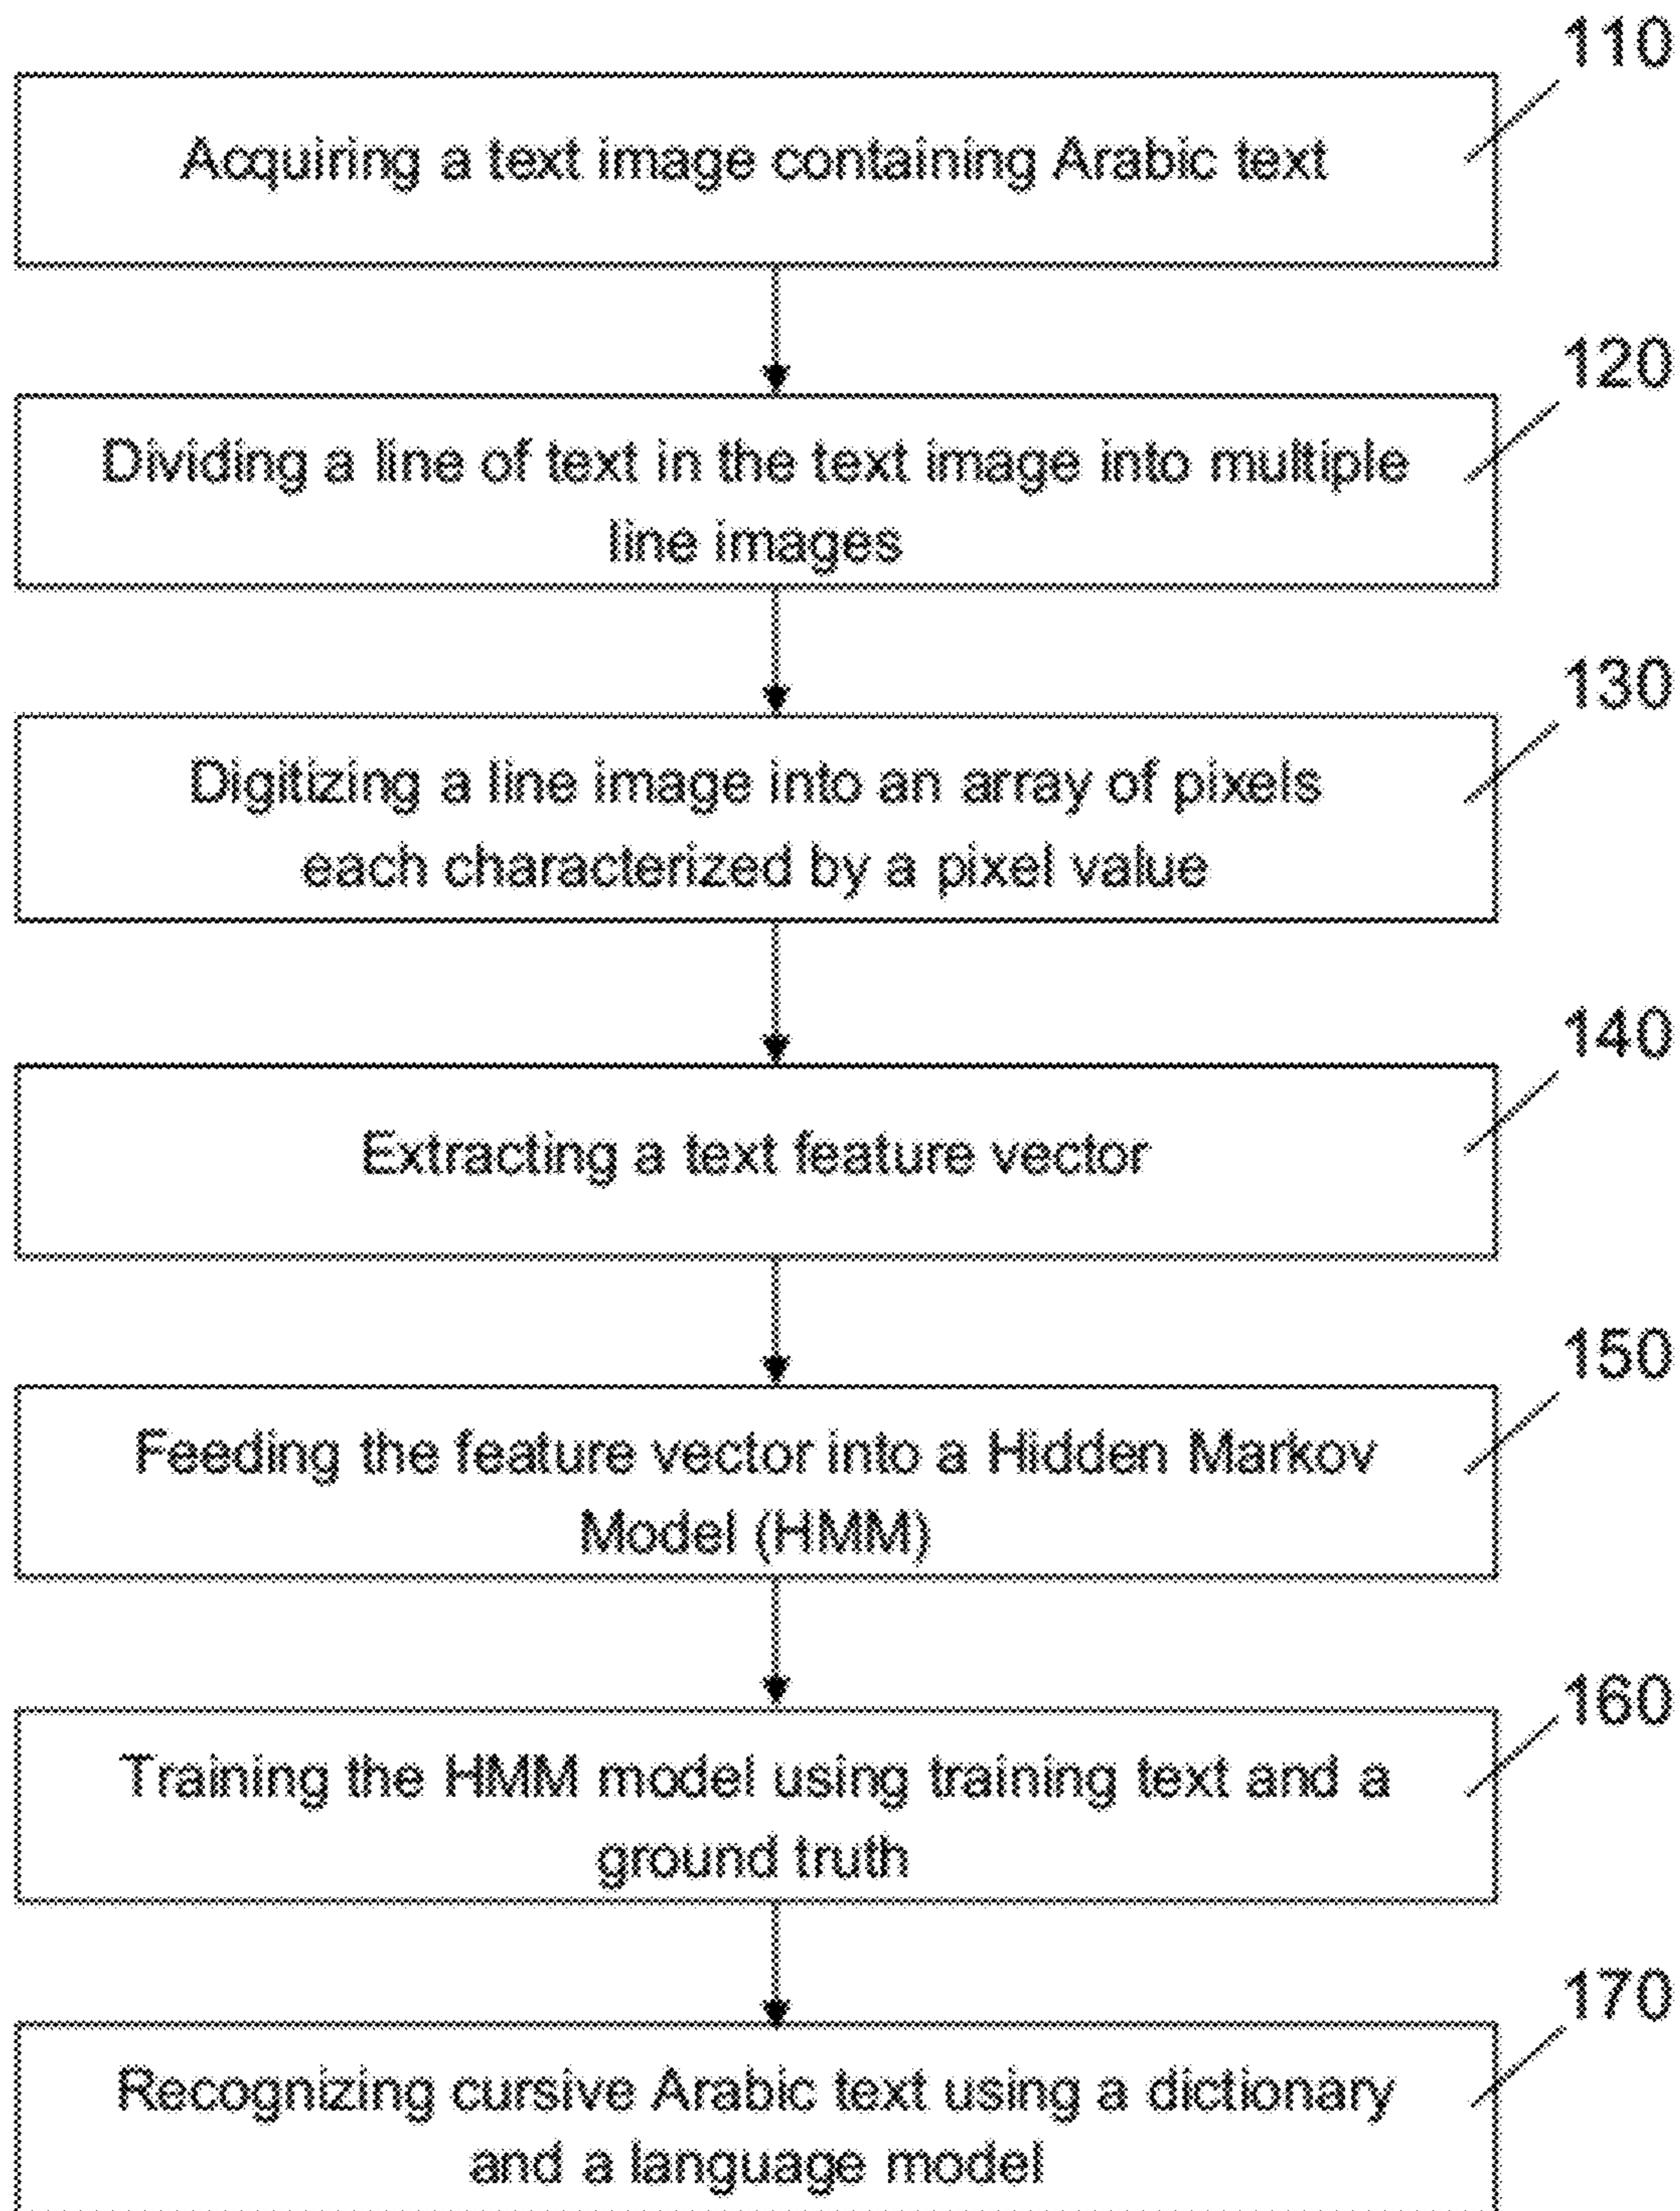 110
Acquiring a text image containing Arabic text
120
Dividing a line of text in the text image into multiple
line images
130
Digitizing a line image into an array of pixels
each characterized by a pixel value
140
Extracting a text feature vector
150
Feeding the feature vector into a Hidden Markov
Model (HMM)
160
Training the HMM model using training text and a
ground truth
170
Recognizing cursive Arabic text using a dictionary
and a language model